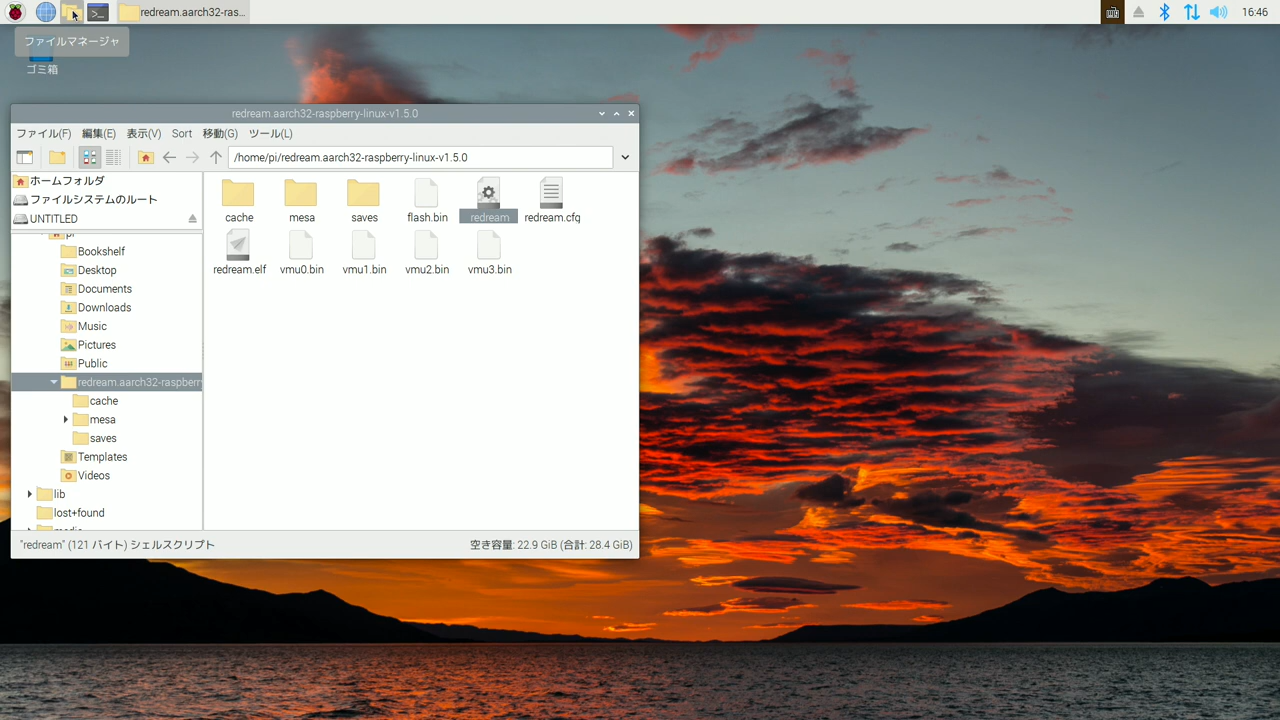 redream.aarch32-ras...
16:46
ファイルマネージャ
ゴミ箱
redream.aarch32-raspberry-linux-v1.5.0
ファイル(F) 編集(E) 表示(V) Sort 移動(G) ツール(L)
/home/pi/redream.aarch32-raspberry-linux-v1.5.0
ホームフォルダ
ファイルシステムのルート
UNTITLED
pi
Bookshelf
Desktop
Documents
Downloads
Music
Pictures
Public
redream.aarch32-raspberr
cache
mesa
saves
Templates
Videos
lib
lost+found
media
cache mesa saves flash.bin redream redream.cfg
redream.elf vmu0.bin vmu1.bin vmu2.bin vmu3.bin
"redream" (121 バイト) シェルスクリプト
空き容量: 22.9 GiB (合計: 28.4 GiB)